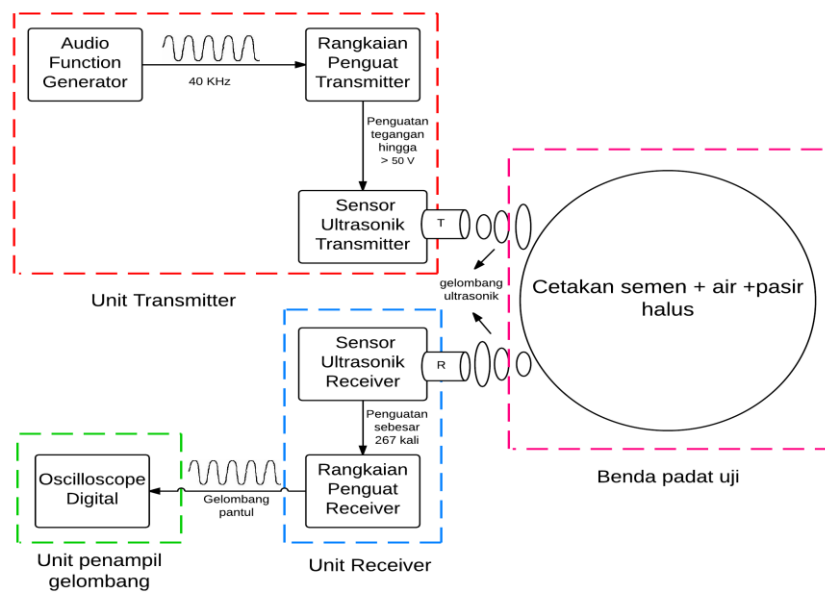 Audio
Function
Generator
40 KHz
Rangkaian
Penguat
Transmitter
Penguatan
tegangan
hingga
> 50 V
Sensor
Ultrasonik
Transmitter
T
Unit Transmitter
gelombang
ultrasonik
Cetakan semen + air +pasir
halus
Benda padat uji
Sensor
Ultrasonik
Receiver
R
Penguatan
sebesar
267 kali
Rangkaian
Penguat
Receiver
Unit Receiver
Gelombang
pantul
Oscilloscope
Digital
Unit penampil
gelombang